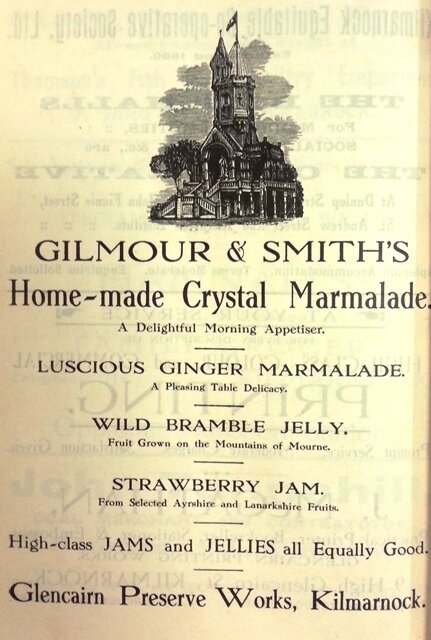 GILMOUR & SMITH'S
Home-made Crystal Marmalade.
A Delightful Morning Appetiser.
LUSCIOUS GINGER MARMALADE.
A Pleasing Table Delicacy.
WILD BRAMBLE JELLY.
Fruit Grown on the Mountains of Mourne.
STRAWBERRY JAM.
From Selected Ayrshire and Lanarkshire Fruits.
High-class JAMS and JELLIES all Equally Good.
Glencairn Preserve Works, Kilmarnock.